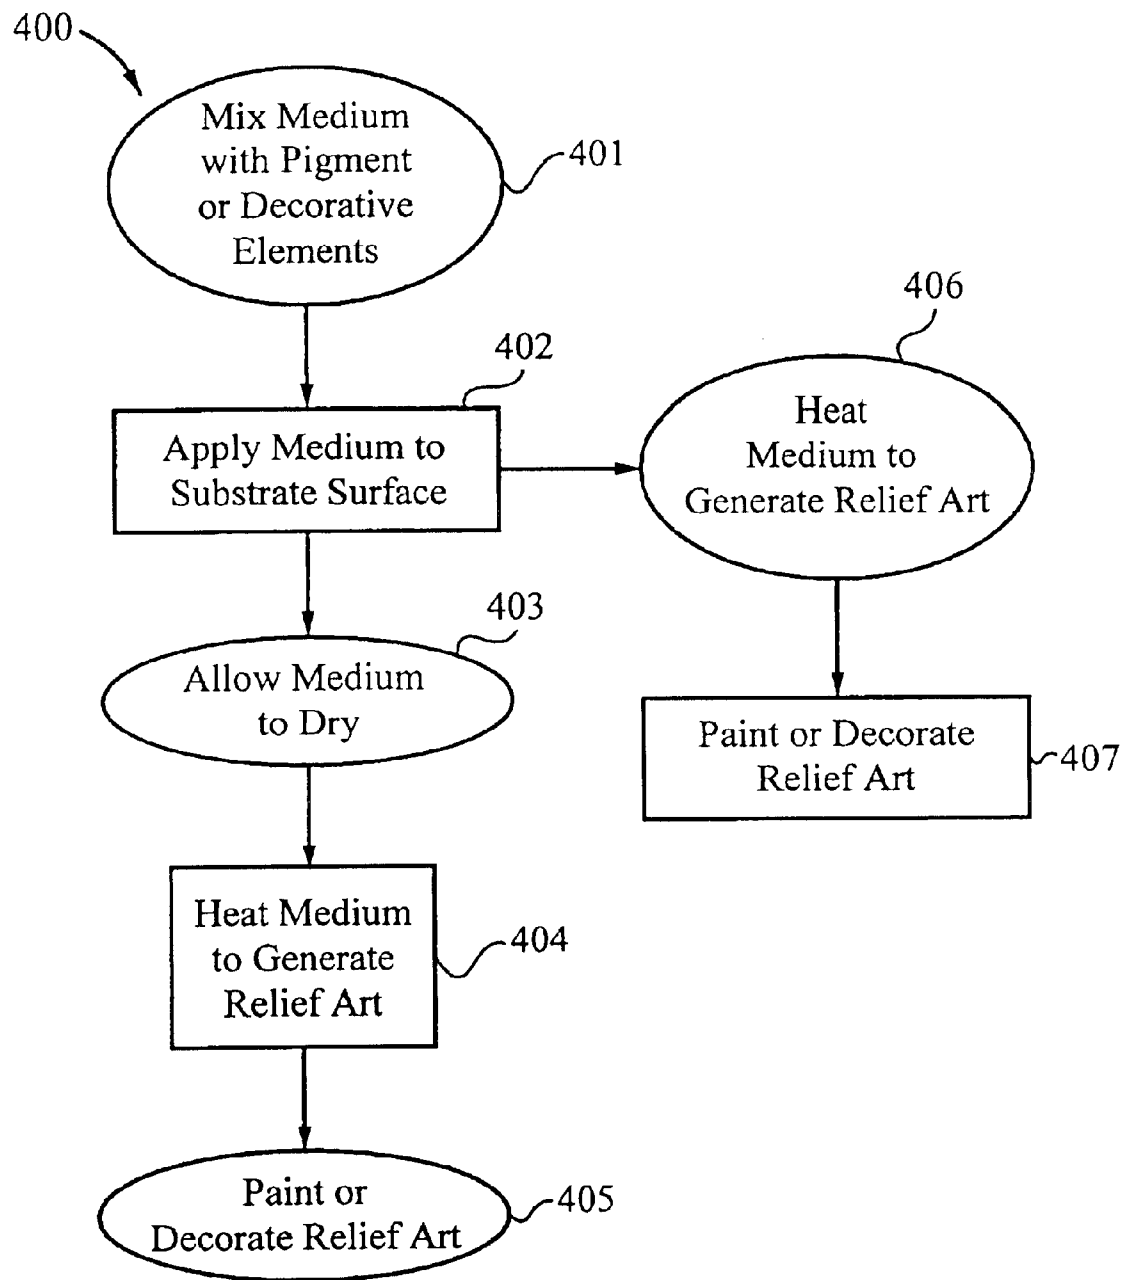 400
Mix Medium
with Pigment
or Decorative
Elements
401
402
Apply Medium to
Substrate Surface
406
Heat
Medium to
Generate Relief Art
403
Allow Medium
to Dry
Paint or Decorate
Relief Art
407
Heat Medium
to Generate
Relief Art
404
Paint or
Decorate Relief Art
405